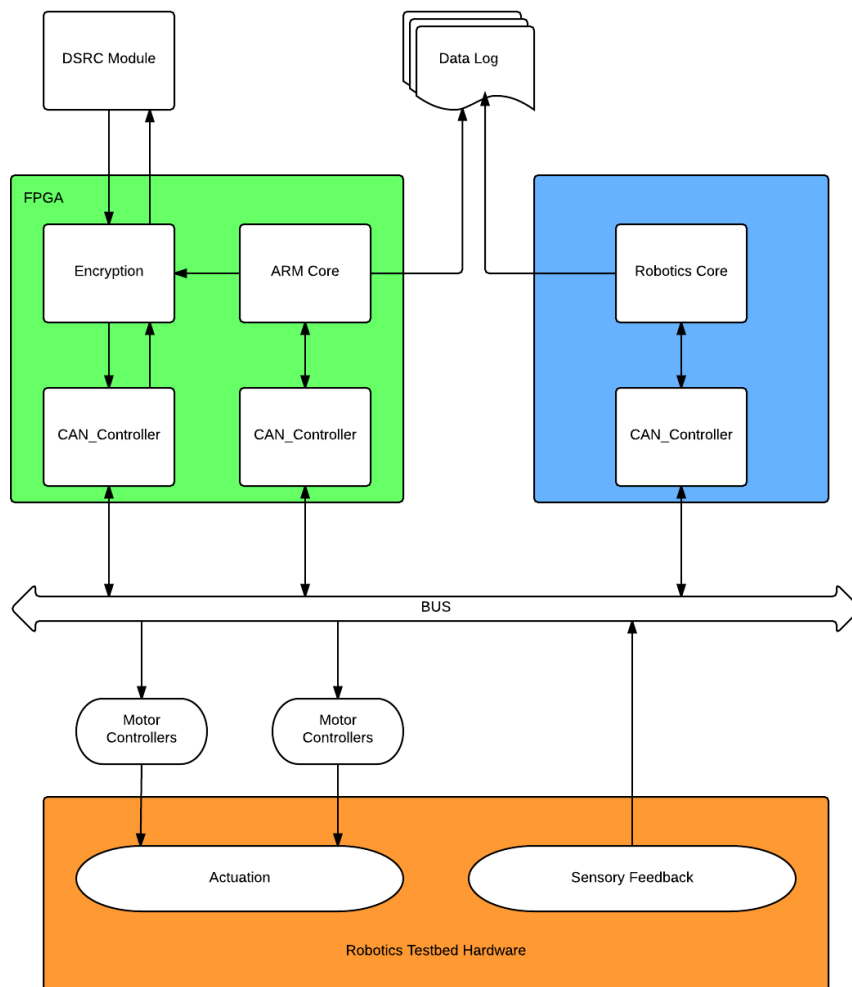 DSRC Module
Data Log
FPGA
Encryption
ARM Core
Robotics Core
CAN_Controller
CAN_Controller
CAN_Controller
BUS
Motor
Controllers
Motor
Controllers
Actuation
Sensory Feedback
Robotics Testbed Hardware